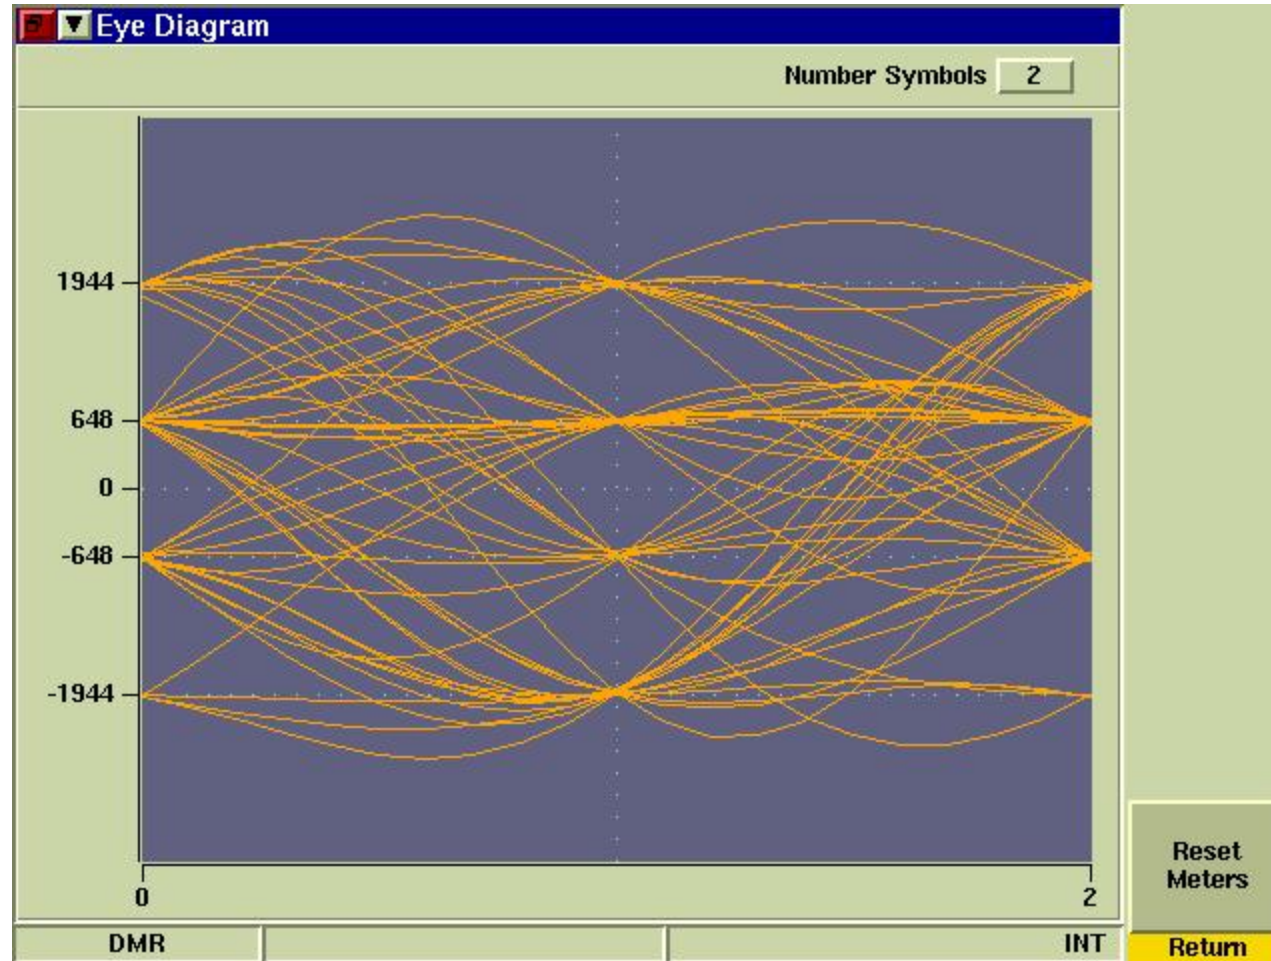 Eye Diagram
Number Symbols 2
1944
648
0
-648
-1944
0 2
Reset
Meters
DMR INT Return